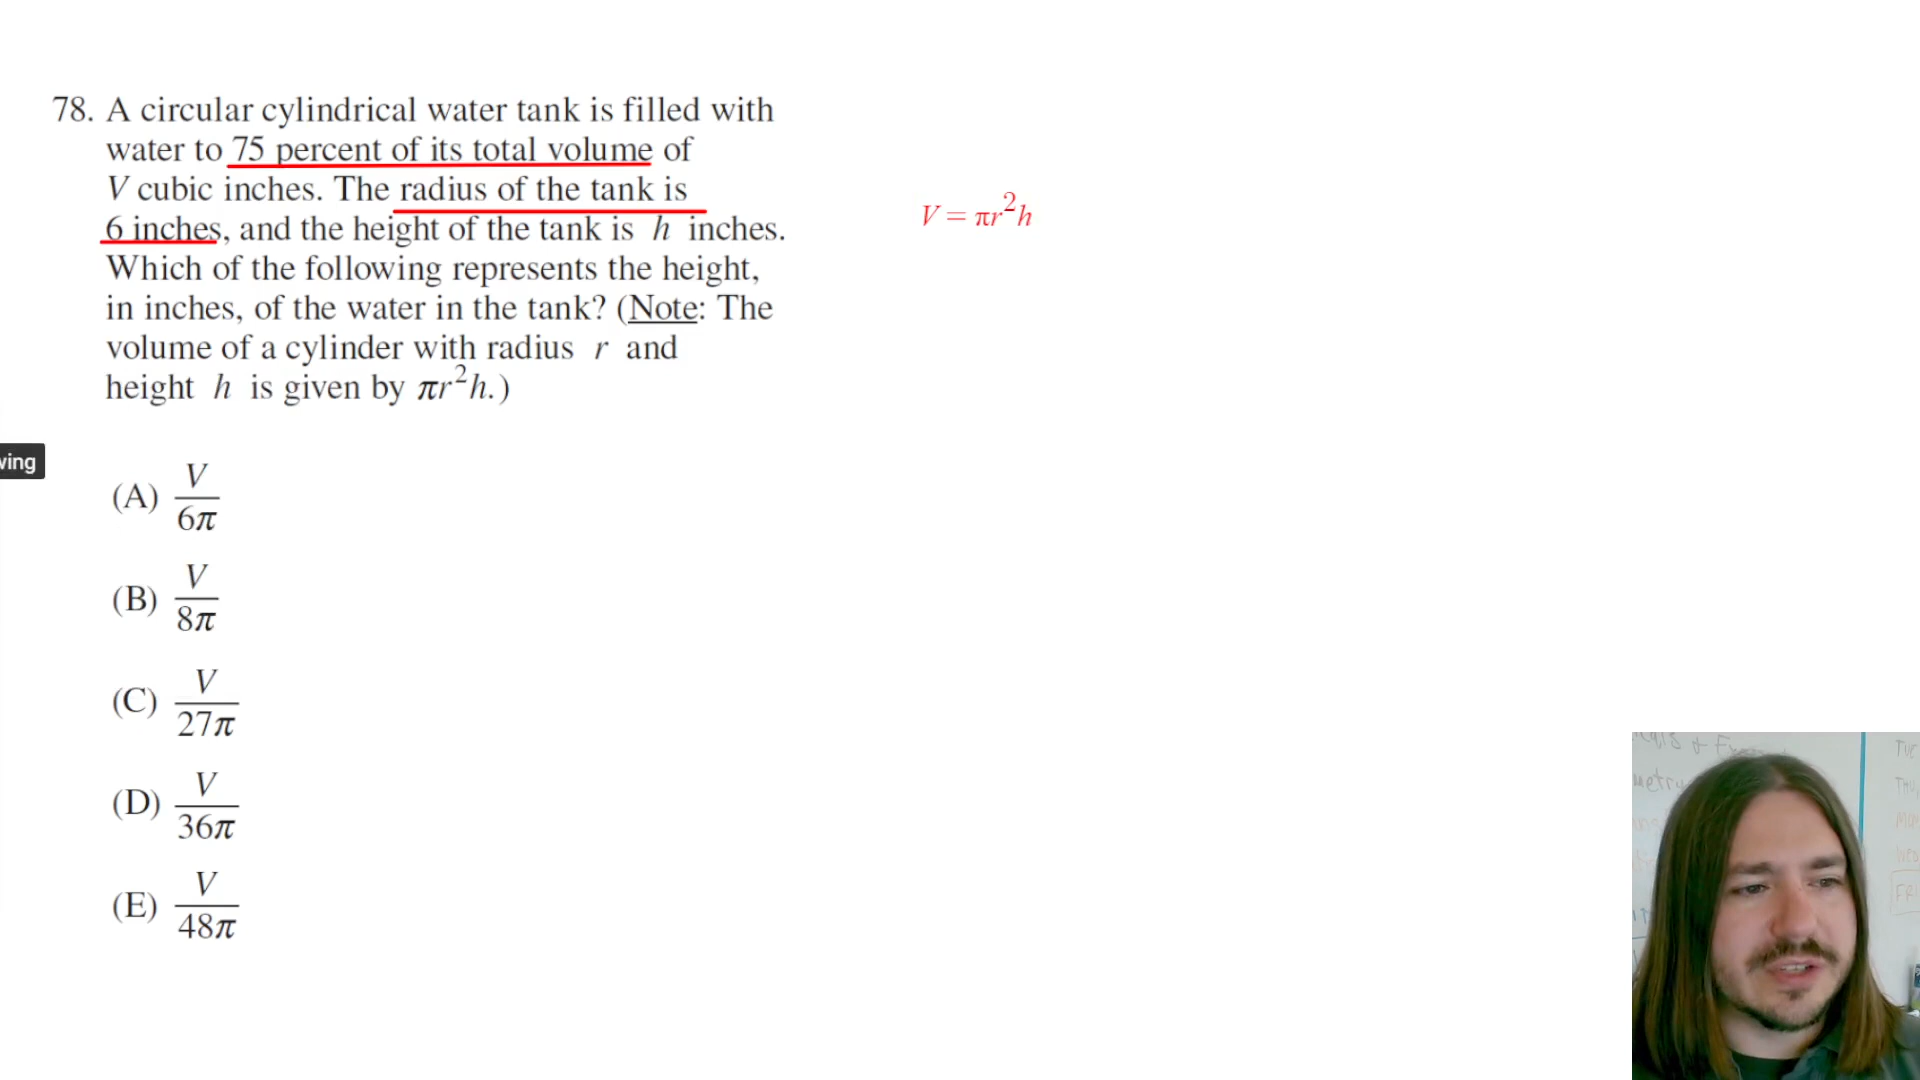 78. A circular cylindrical water tank is filled with
water to 75 percent of its total volume of
V cubic inches. The radius of the tank is
6 inches, and the height of the tank is h inches.
Which of the following represents the height,
in inches, of the water in the tank? (Note: The
volume of a cylinder with radius r and
height h is given by πr²h.)
V = πr²h
ving
(A) V/6π
(B) V/8π
(C) V/27π
(D) V/36π
(E) V/48π